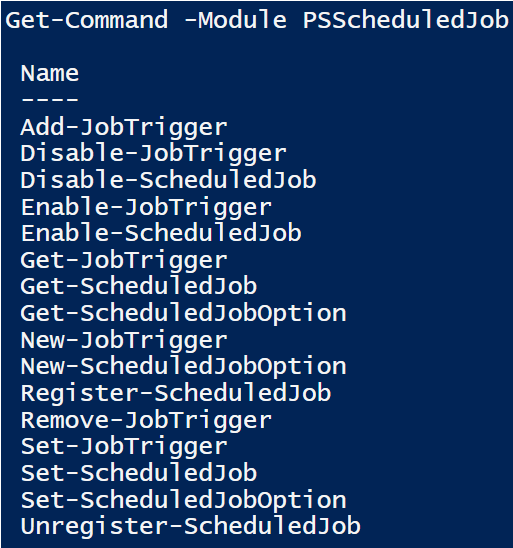 Get-Command -Module PSScheduledJob
Name
----
Add-JobTrigger
Disable-JobTrigger
Disable-ScheduledJob
Enable-JobTrigger
Enable-ScheduledJob
Get-JobTrigger
Get-ScheduledJob
Get-ScheduledJobOption
New-JobTrigger
New-ScheduledJobOption
Register-ScheduledJob
Remove-JobTrigger
Set-JobTrigger
Set-ScheduledJob
Set-ScheduledJobOption
Unregister-ScheduledJob